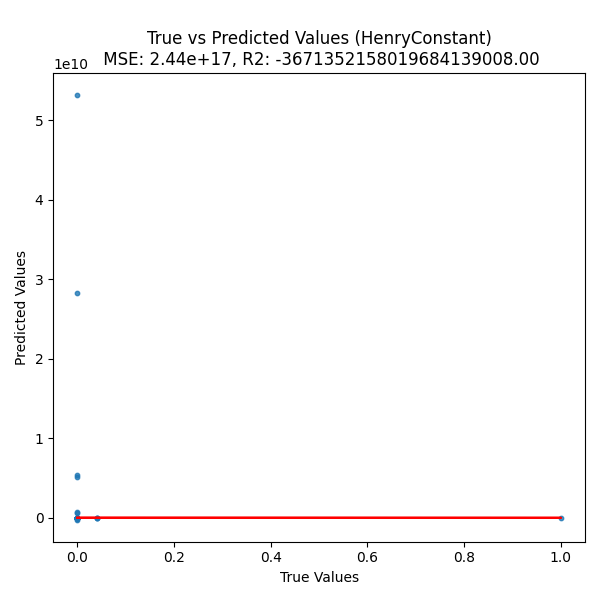 True vs Predicted Values (HenryConstant)
MSE: 2.44e+17, R2: -3671352158019684139008.00
1e10
5
4
3
2
1
0
Predicted Values
0.0 0.2 0.4 0.6 0.8 1.0
True Values